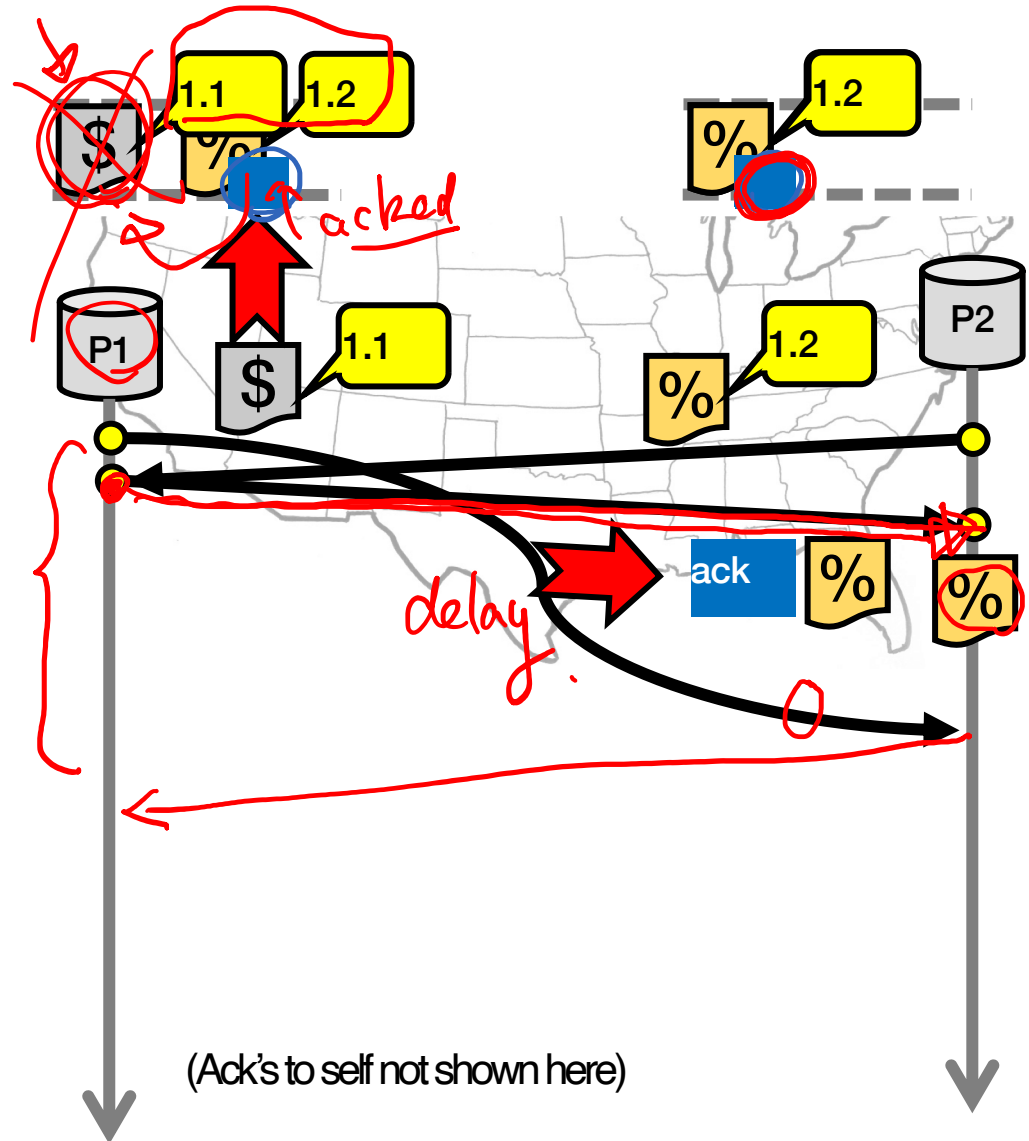 1.1 1.2
$ %
1.2
%
acked
P1
$ 1.1
% 1.2
P2
delay
ack % %
(Ack's to self not shown here)